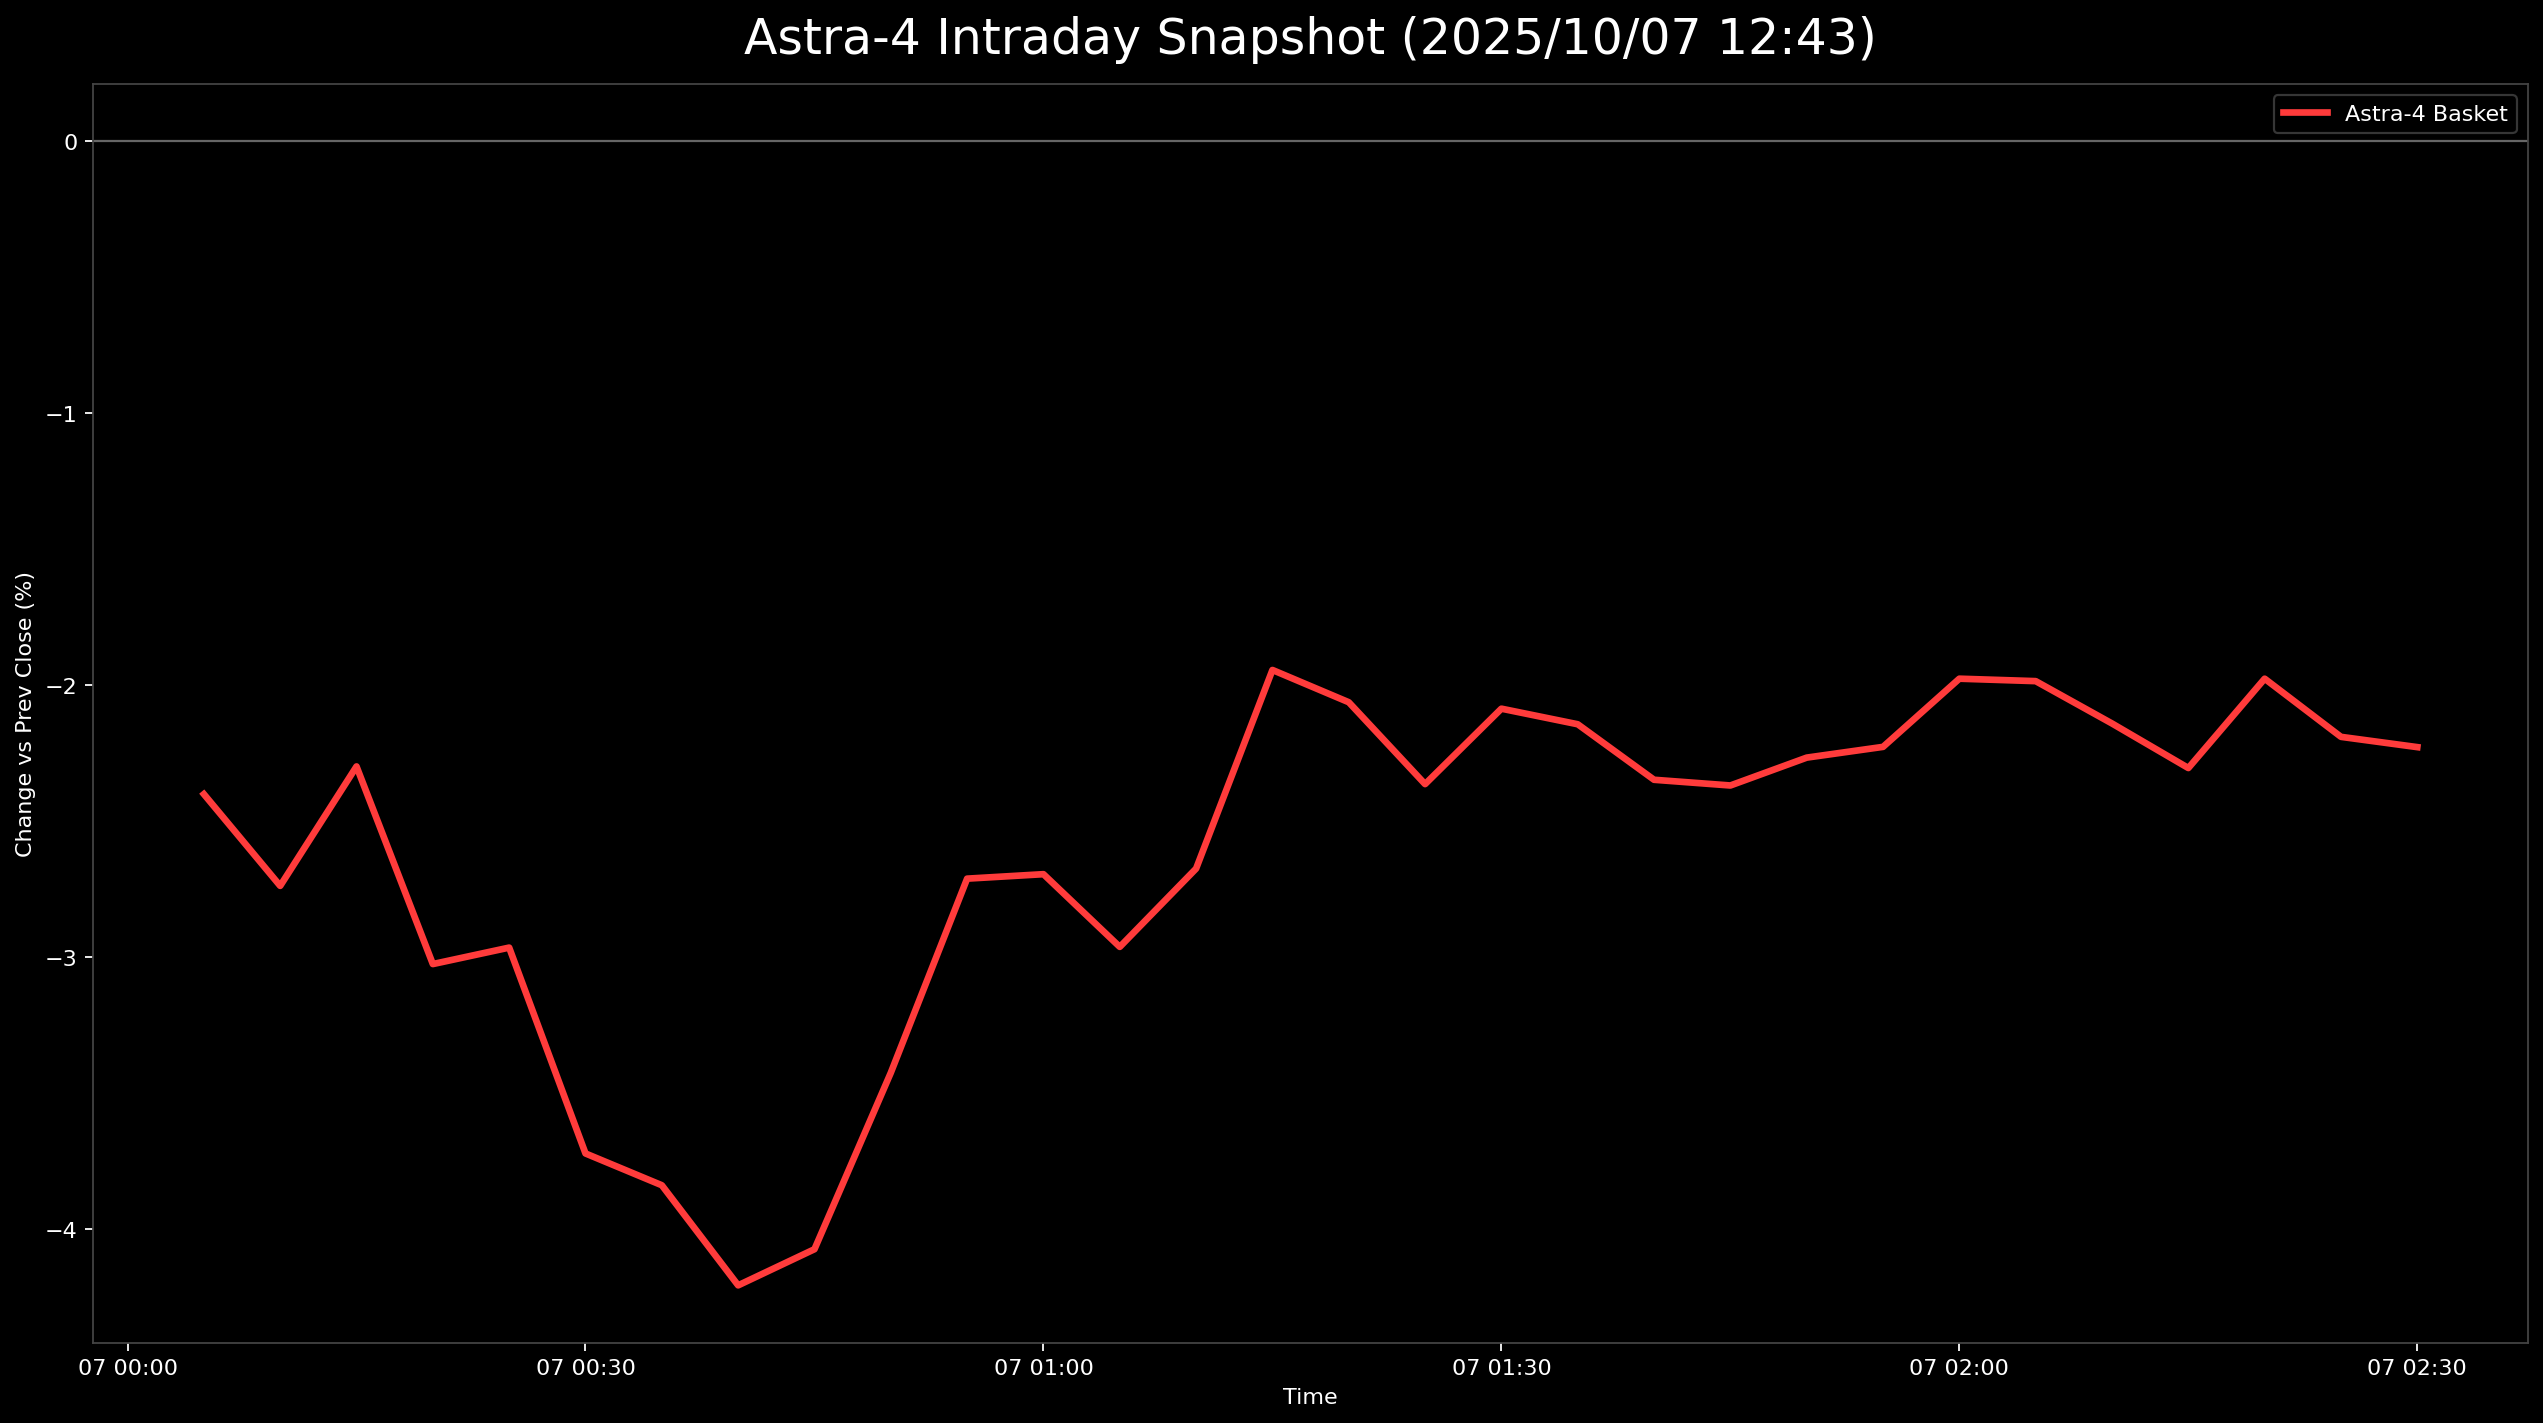 Astra-4 Intraday Snapshot (2025/10/07 12:43)
Astra-4 Basket
Change vs Prev Close (%)
0
−1
−2
−3
−4
07 00:00 07 00:30 07 01:00 07 01:30 07 02:00 07 02:30
Time